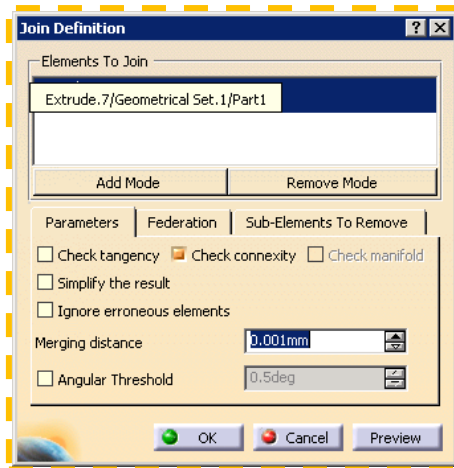 Join Definition
Elements To Join
Extrude.7/Geometrical Set.1/Part1
Add Mode Remove Mode
Parameters Federation Sub-Elements To Remove
Check tangency Check connexity Check manifold
Simplify the result
Ignore erroneous elements
Merging distance 0.001mm
Angular Threshold 0.5deg
OK Cancel Preview